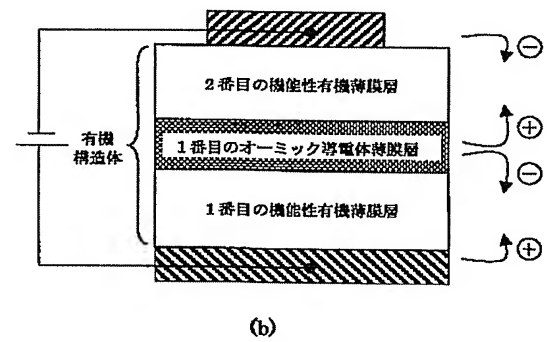 2番目の機能性有機薄膜層
⊖
有機
構造体
⊕
1番目のオーミック導電体薄膜層
⊖
1番目の機能性有機薄膜層
⊕
(b)